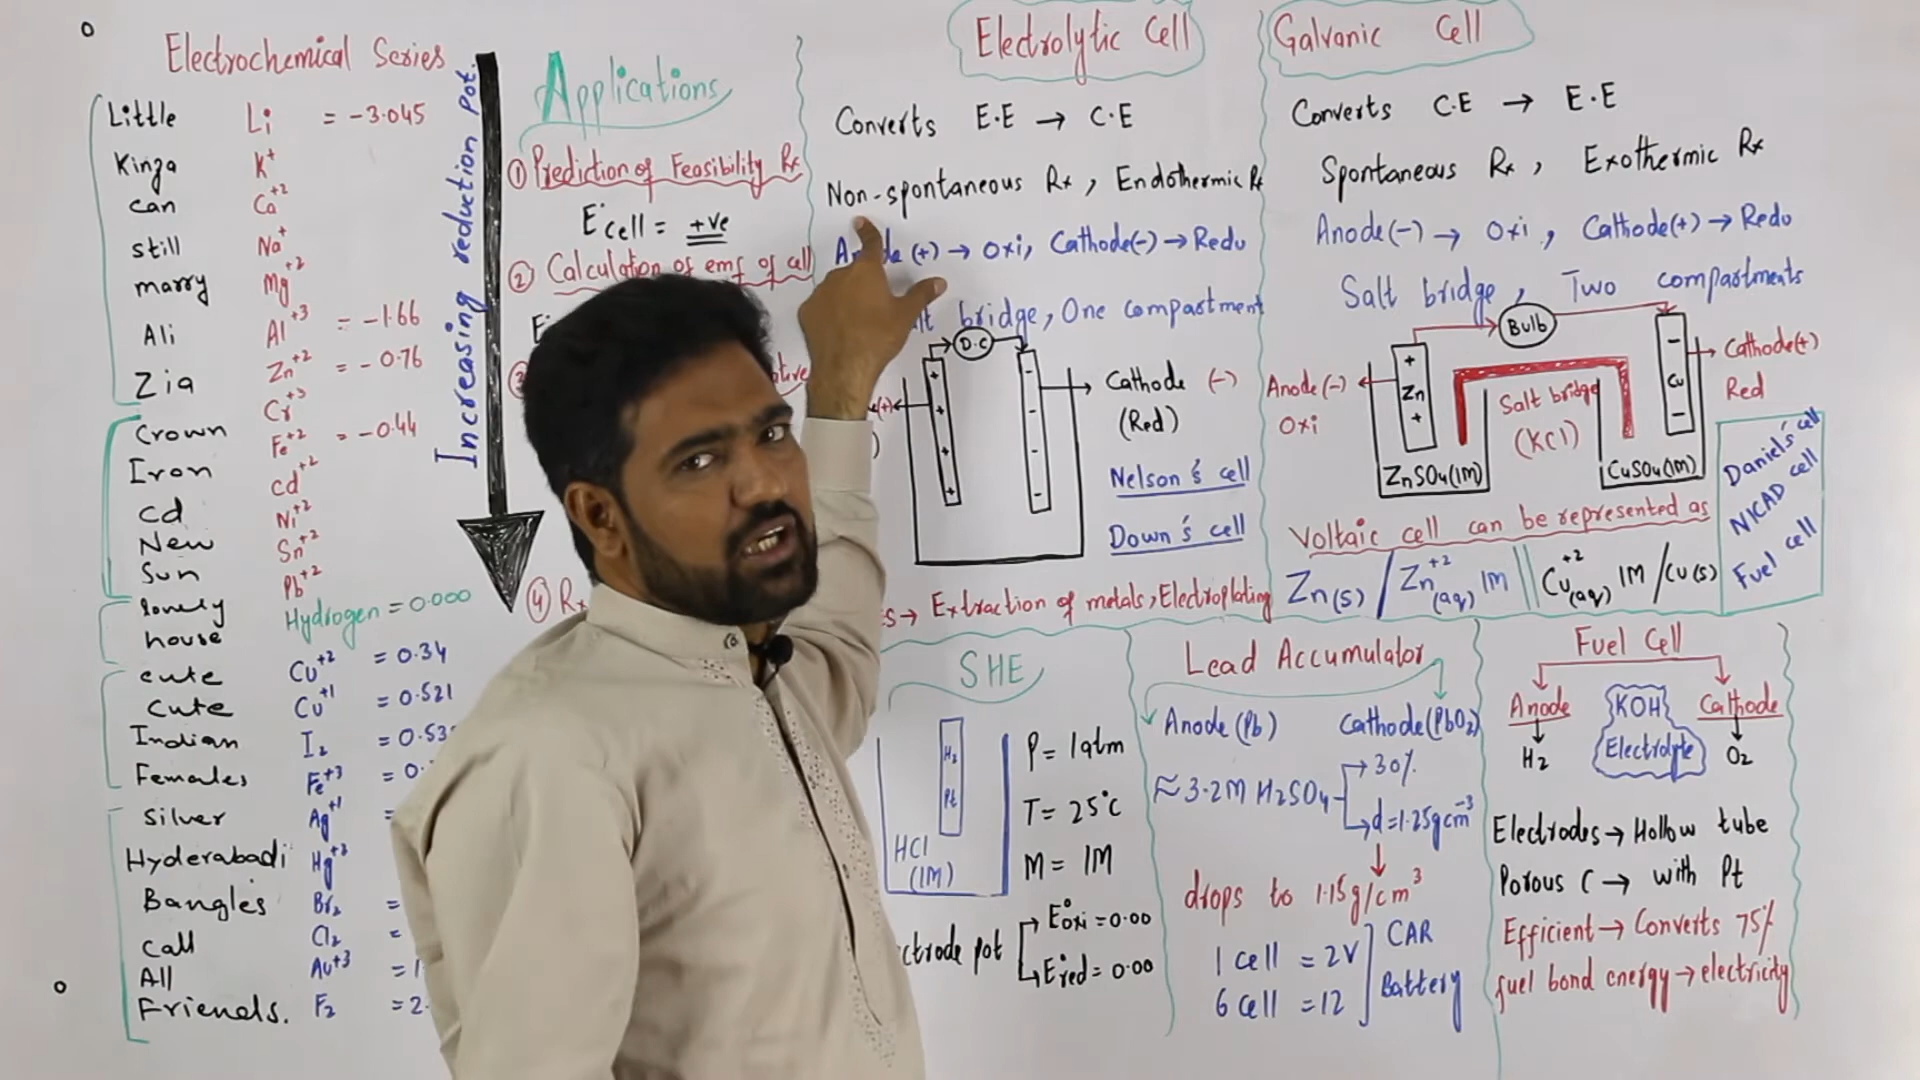 Electrochemical Series
Little Li = -3.045
Kinza K+
can Ca+2
still Na+
marry Mg+2
Ali Al+3 = -1.66
Zia Zn+2 = -0.76
Cr+3
Crown Fe+2 = -0.44
Iron Cd+2
Cd Ni+2
New Sn+2
Sun Pb+2
lovely Hydrogen = 0.000
house
cute Cu+2 = 0.34
Cute Cu+1 = 0.521
Indian I2 = 0.53
Females Fe+3 = 0.
Silver Ag+1 =
Hyderabadi Hg+2
Bangles Br2 =
Call Cl2 =
All Au+3 = 1
Friends. F2 = 2.
Increasing reduction Pot.
Applications
① Prediction of Feasibility Rx
E°cell = +ve
② Calculation of emf of cell
④ Rx
Electrolytic Cell
Converts E.E → C.E
Non-spontaneous Rx, Endothermic Rx
(+) → Oxi, Cathode(-) → Redu
bridge, One compartment
D.C
+
+
+
+
-
-
-
-
Cathode (-)
(Red)
Nelson's cell
Down's cell
→ Extraction of metals, Electroplating
Galvanic Cell
Converts C.E → E.E
Spontaneous Rx, Exothermic Rx
Anode(-) → Oxi, Cathode(+) → Redu
Salt bridge, Two compartments
Bulb
Anode(-)
Oxi
+
Zn
+
Salt bridge
(KCl)
-
Cu
-
Cathode(+)
Red
ZnSO4(1M)
CuSO4(1M)
Daniel's cell
NICAD cell
Fuel cell
Voltaic cell can be represented as
Zn(s) / Zn+2(aq) 1M || Cu+2(aq) 1M / Cu(s)
SHE
H2
Pt
HCl
(1M)
P = 1atm
T = 25°C
M = 1M
ctrode pot
E°oxi = 0.00
E°red = 0.00
Lead Accumulator
Anode (Pb) Cathode (PbO2)
≈ 3.2M H2SO4
→ 30%
→ d=1.25gcm-3
drops to 1.15g/cm3
1 cell = 2V
6 cell = 12
CAR
Battery
Fuel Cell
Anode KOH Cathode
H2 Electrolyte O2
Electrodes → Hollow tube
Porous C → with Pt
Efficient → Converts 75%
fuel bond energy → electricity